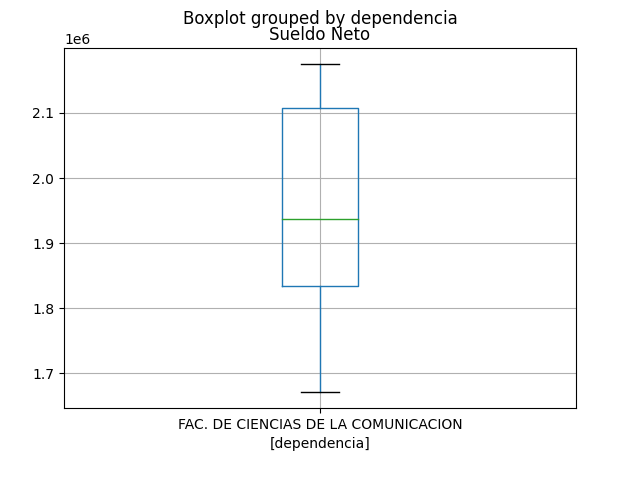 Boxplot grouped by dependencia
Sueldo Neto
1e6
2.1
2.0
1.9
1.8
1.7
FAC. DE CIENCIAS DE LA COMUNICACION
[dependencia]